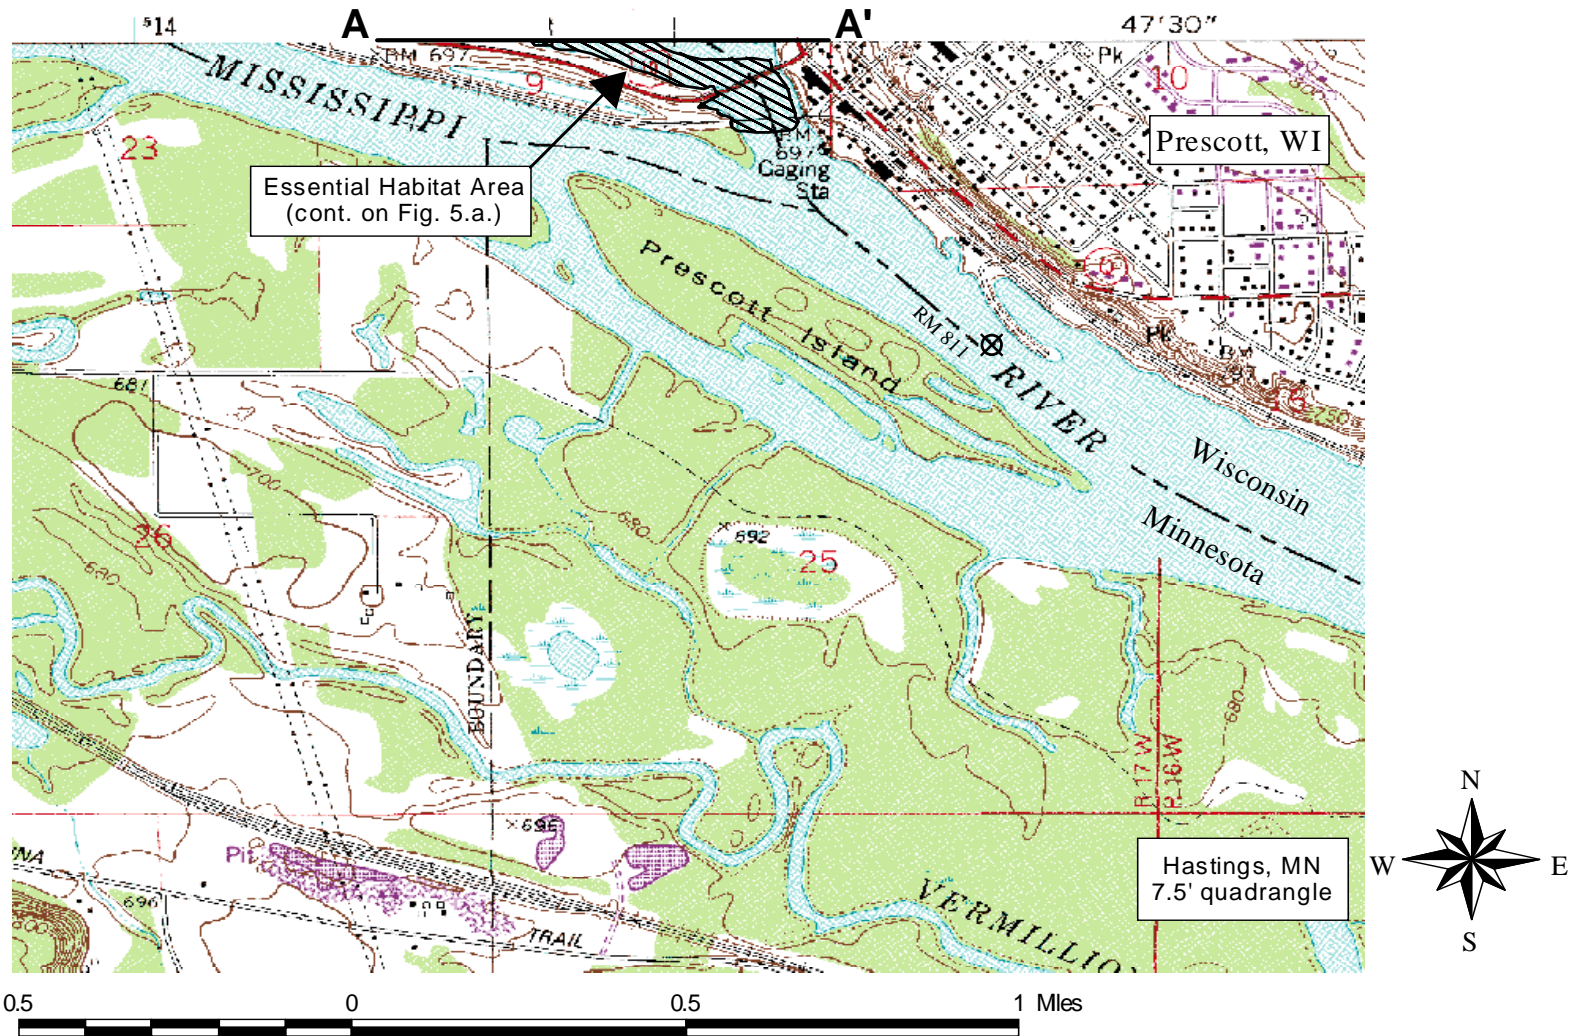 ⁵14
A
A'
47'30"
BM 697
MISSISSIPPI
9
Pk
10
23
BM
697
Gaging
Sta
Prescott, WI
Essential Habitat Area
(cont. on Fig. 5.a.)
Prescott Island
RM 811
RIVER
Pk
BM
681
Wisconsin
Minnesota
700
26
680
680
692
25
BOUNDARY
680
R 17 W
R 16 W
696
Pit
696
TRAIL
VERMILLION
Hastings, MN
7.5' quadrangle
N
W
E
S
0.5
0
0.5
1 Miles